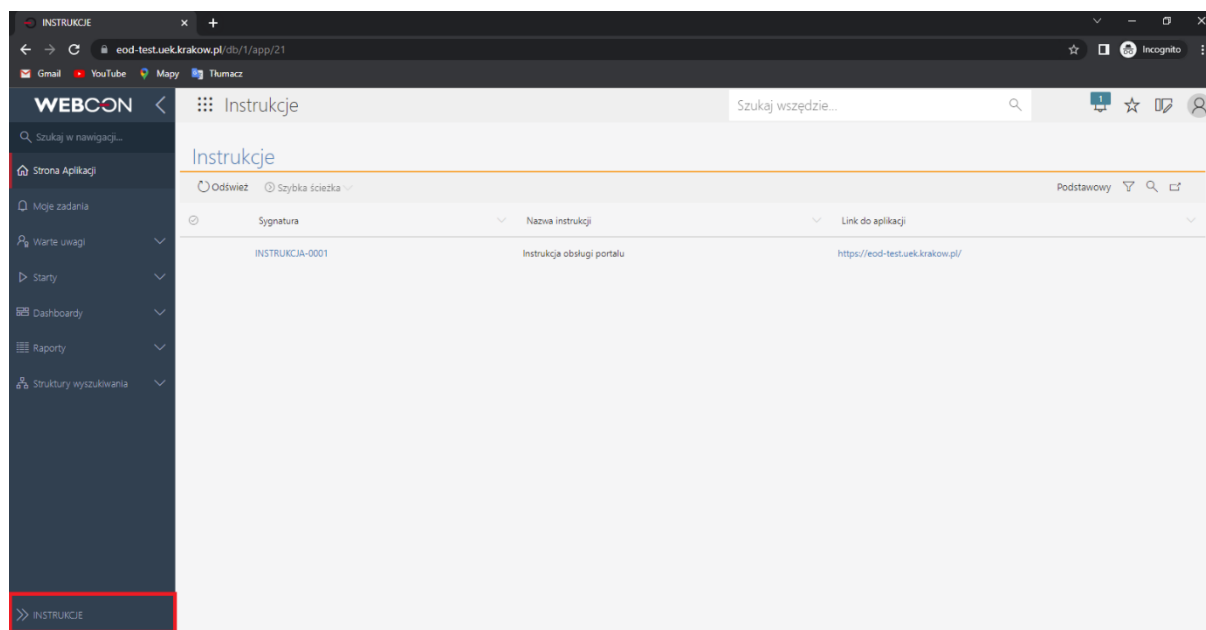 INSTRUKCJE
eod-test.uek.krakow.pl/db/1/app/21
Incognito
Gmail YouTube Mapy Tłumacz
WEBCON
Instrukcje
Szukaj wszędzie...
1
Szukaj w nawigacji...
Strona Aplikacji
Moje zadania
Warte uwagi
Starty
Dashboardy
Raporty
Struktury wyszukiwania
INSTRUKCJE
Instrukcje
Odśwież Szybka ścieżka Podstawowy
Sygnatura Nazwa instrukcji Link do aplikacji
INSTRUKCJA-0001 Instrukcja obsługi portalu https://eod-test.uek.krakow.pl/